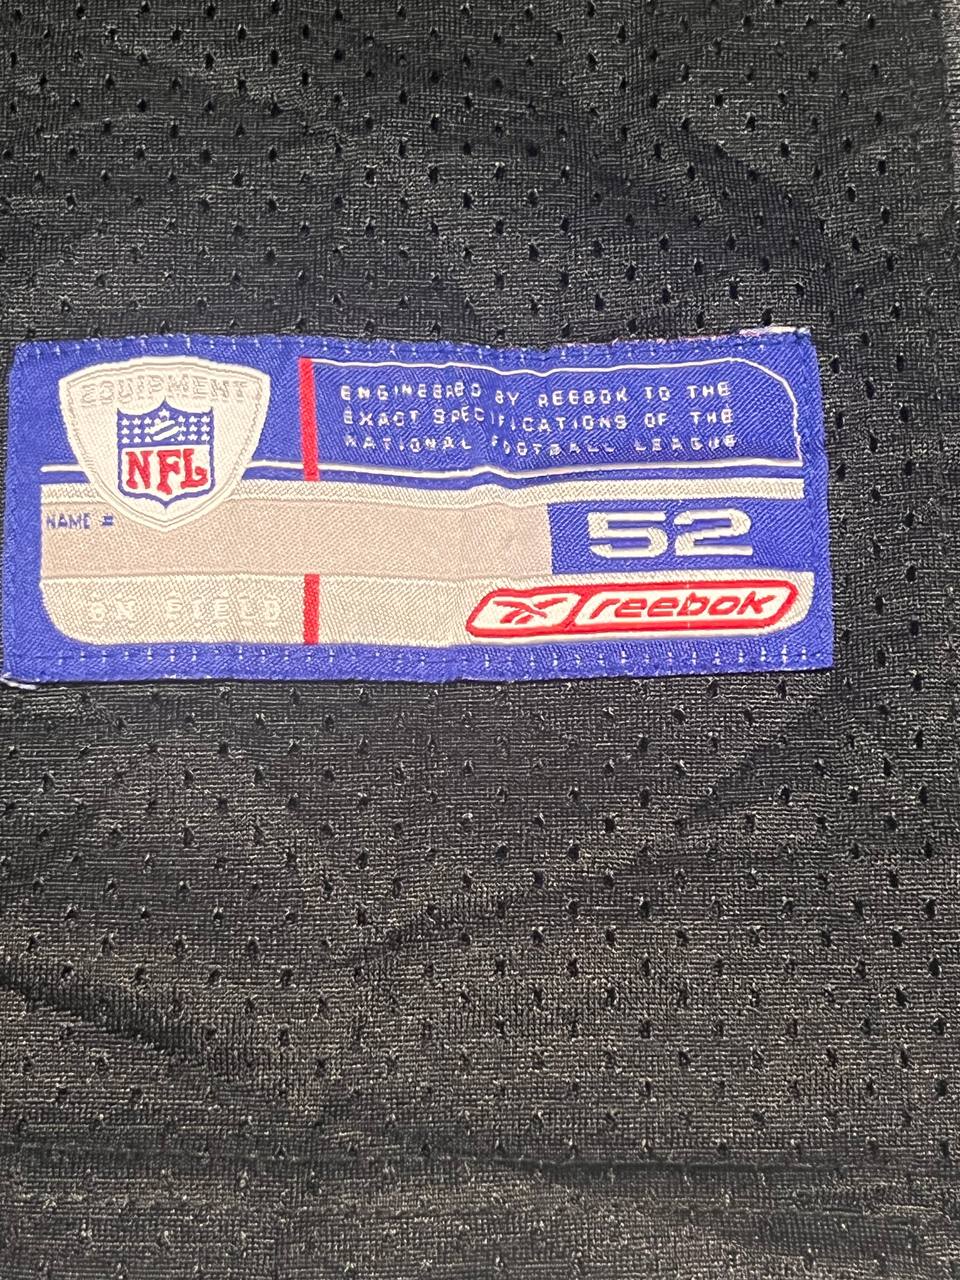 EQUIPMENT
NFL
ENGINEERED BY REEBOK TO THE
EXACT SPECIFICATIONS OF THE
NATIONAL FOOTBALL LEAGUE
NAME #
52
ON FIELD
reebok